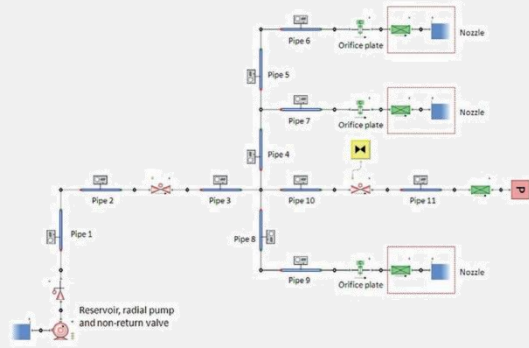 Pipe 6
Orifice plate
Nozzle
Pipe 5
Pipe 7
Orifice plate
Nozzle
Pipe 4
Pipe 2
Pipe 3
Pipe 10
Pipe 11
P
Pipe 1
Pipe 8
Pipe 9
Orifice plate
Nozzle
Reservoir, radial pump
and non-return valve